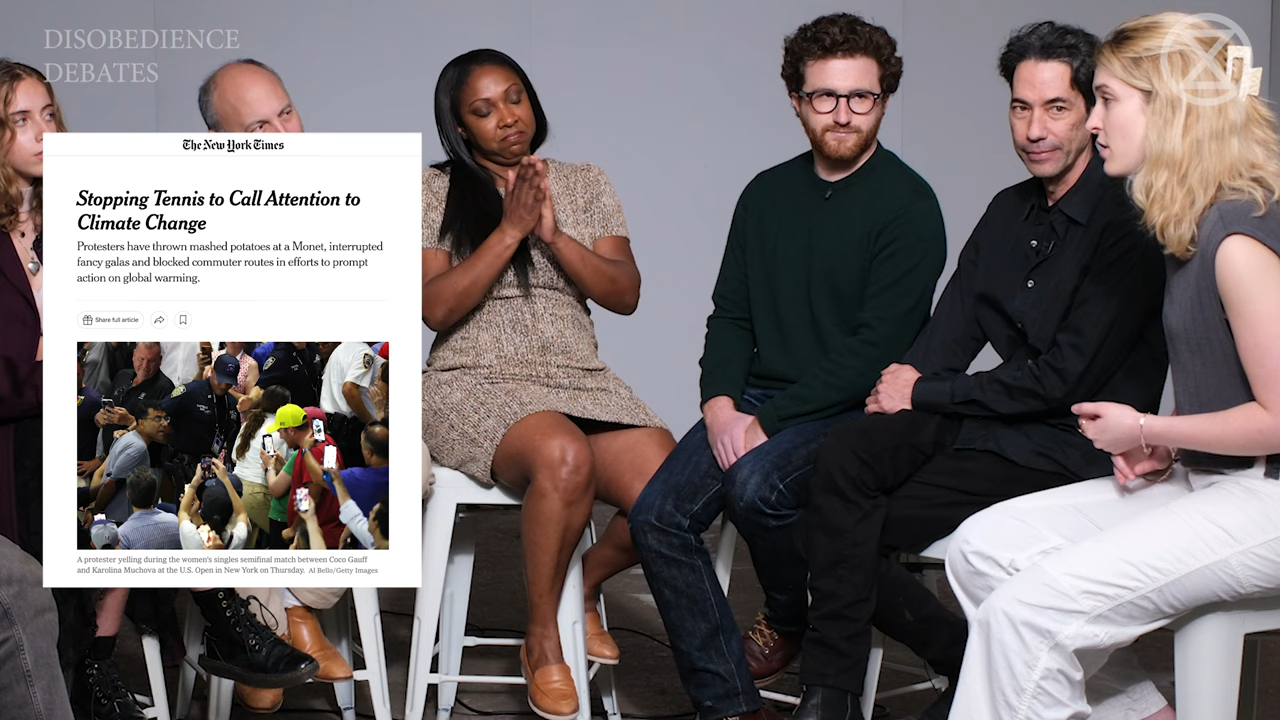 DISOBEDIENCE
DEBATES
The New York Times
Stopping Tennis to Call Attention to
Climate Change
Protesters have thrown mashed potatoes at a Monet, interrupted
fancy galas and blocked commuter routes in efforts to prompt
action on global warming.
Share full article
A protester yelling during the women's singles semifinal match between Coco Gauff
and Karolina Muchova at the U.S. Open in New York on Thursday. Al Bello/Getty Images